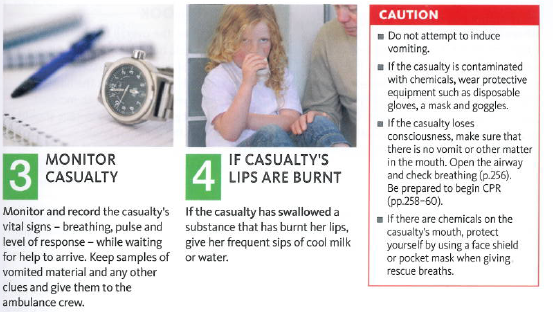 3
MONITOR
CASUALTY
Monitor and record the casualty's
vital signs – breathing, pulse and
level of response – while waiting
for help to arrive. Keep samples of
vomited material and any other
clues and give them to the
ambulance crew.
4
IF CASUALTY'S
LIPS ARE BURNT
If the casualty has swallowed a
substance that has burnt her lips,
give her frequent sips of cool milk
or water.
CAUTION
■ Do not attempt to induce
vomiting.
■ If the casualty is contaminated
with chemicals, wear protective
equipment such as disposable
gloves, a mask and goggles.
■ If the casualty loses
consciousness, make sure that
there is no vomit or other matter
in the mouth. Open the airway
and check breathing (p.256).
Be prepared to begin CPR
(pp.258–60).
■ If there are chemicals on the
casualty's mouth, protect
yourself by using a face shield
or pocket mask when giving
rescue breaths.